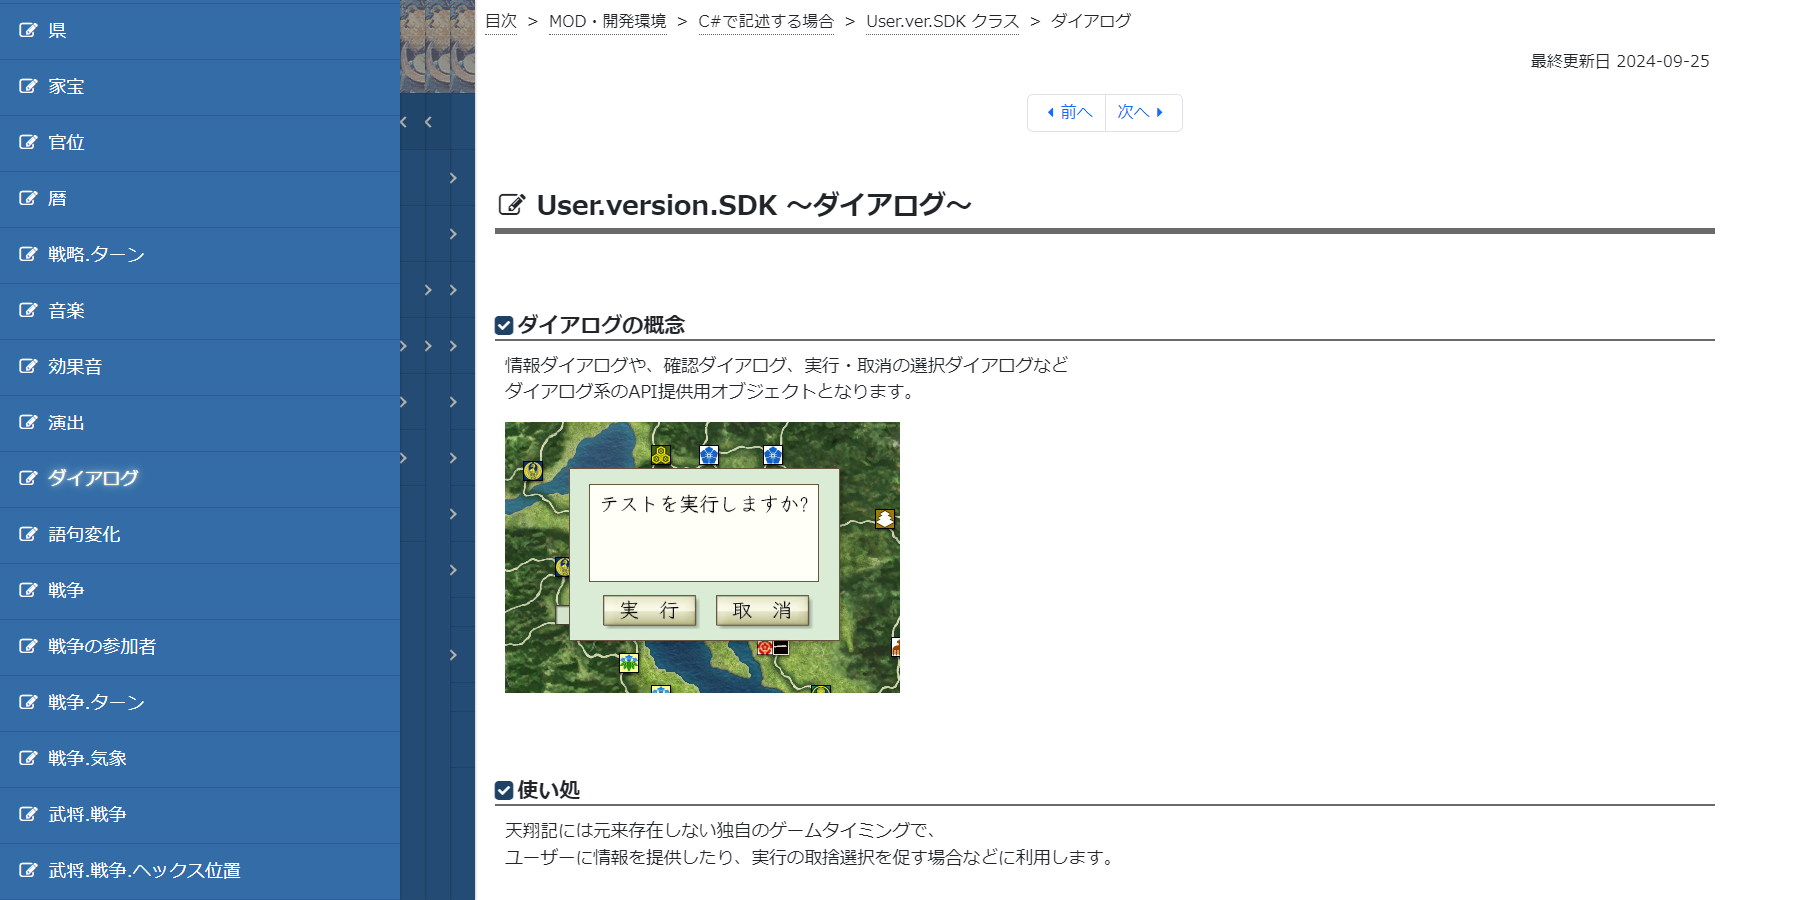 県
家宝
官位
暦
戦略.ターン
音楽
効果音
演出
ダイアログ
語句変化
戦争
戦争の参加者
戦争.ターン
戦争.気象
武将.戦争
武将.戦争.ヘックス位置
目次 > MOD・開発環境 > C#で記述する場合 > User.ver.SDK クラス > ダイアログ
最終更新日 2024-09-25
前へ 次へ
User.version.SDK ～ダイアログ～
ダイアログの概念
情報ダイアログや、確認ダイアログ、実行・取消の選択ダイアログなど
ダイアログ系のAPI提供用オブジェクトとなります。
テストを実行しますか?
実 行 取 消
使い処
天翔記には元来存在しない独自のゲームタイミングで、
ユーザーに情報を提供したり、実行の取捨選択を促す場合などに利用します。